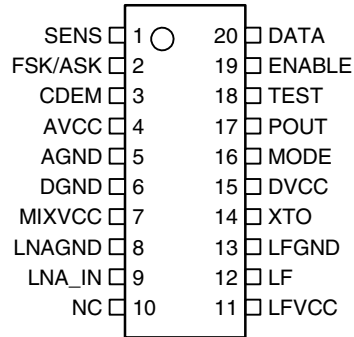 SENS 1 20 DATA
FSK/ASK 2 19 ENABLE
CDEM 3 18 TEST
AVCC 4 17 POUT
AGND 5 16 MODE
DGND 6 15 DVCC
MIXVCC 7 14 XTO
LNAGND 8 13 LFGND
LNA_IN 9 12 LF
NC 10 11 LFVCC